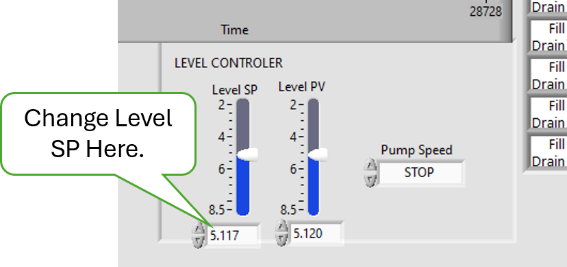 28728
Time
LEVEL CONTROLER
Level SP
Level PV
2
2
4
4
6
6
8.5
8.5
5.117
5.120
Pump Speed
STOP
Change Level
SP Here.
Drain
Fill
Drain
Fill
Drain
Fill
Drain
Fill
Drain